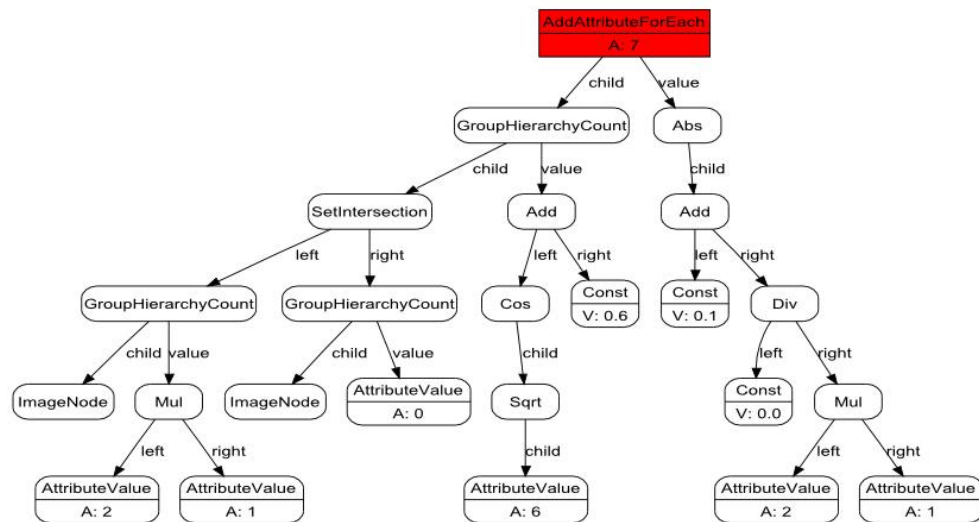 AddAttributeForEach
A: 7
child
value
GroupHierarchyCount
Abs
child
value
child
SetIntersection
Add
Add
left
right
left
right
left
right
GroupHierarchyCount
GroupHierarchyCount
Cos
Const
V: 0.6
Const
V: 0.1
Div
child
value
child
value
child
left
right
ImageNode
Mul
ImageNode
AttributeValue
A: 0
Sqrt
Const
V: 0.0
Mul
left
right
child
left
right
AttributeValue
A: 2
AttributeValue
A: 1
AttributeValue
A: 6
AttributeValue
A: 2
AttributeValue
A: 1